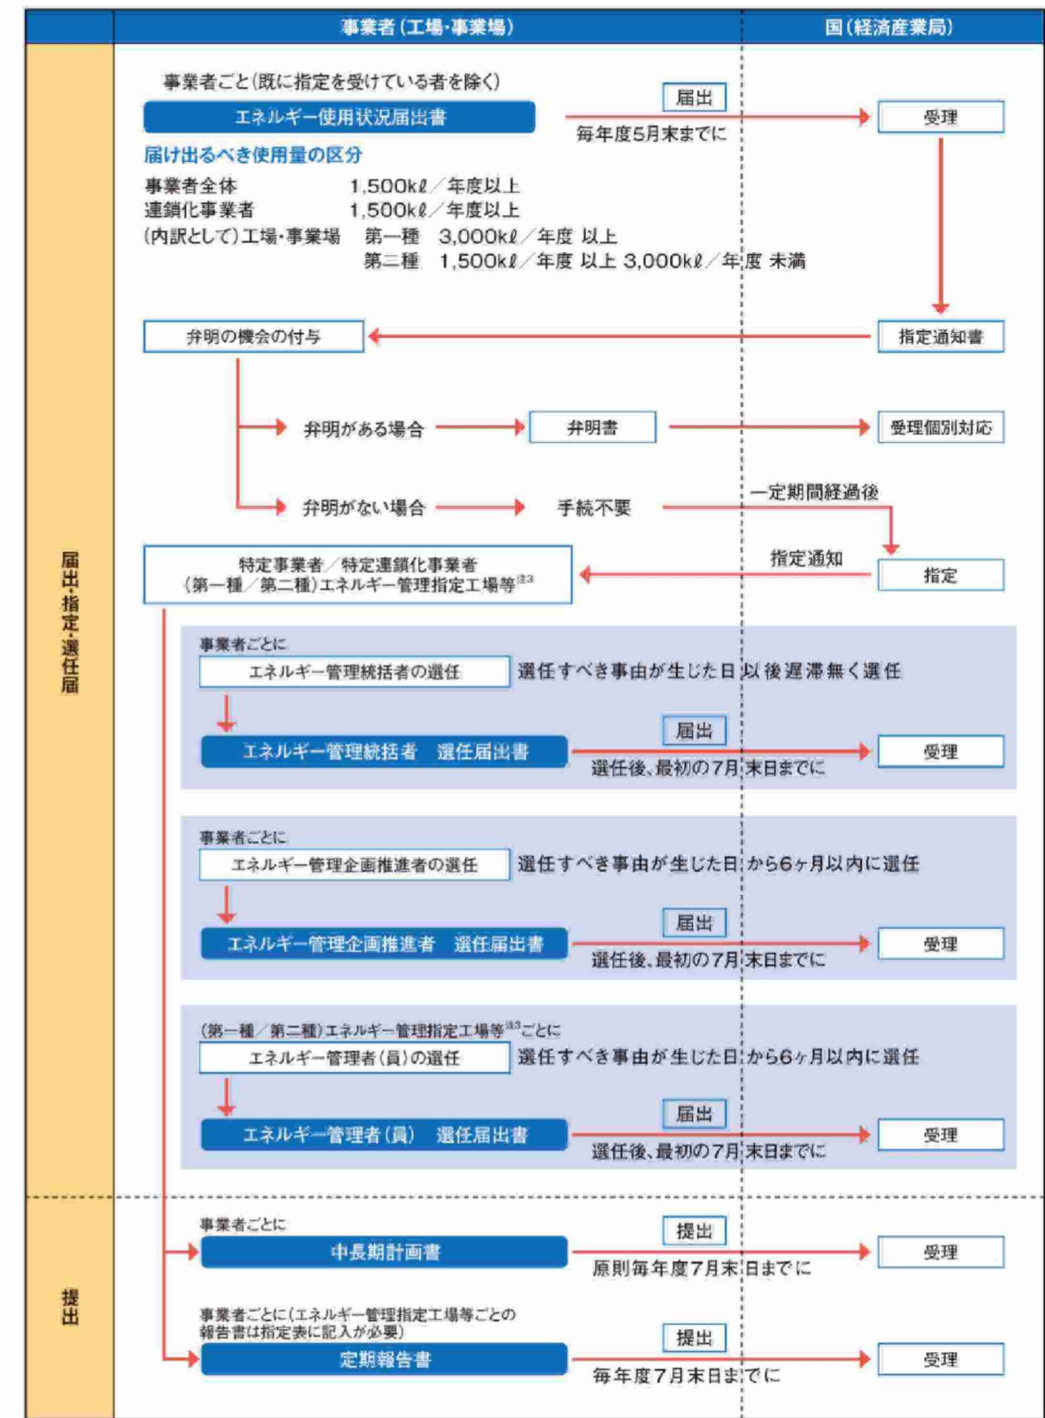 事業者（工場・事業場）
国（経済産業局）
届出・指定・選任届
事業者ごと（既に指定を受けている者を除く）
エネルギー使用状況届出書
届出
毎年度5月末までに
受理
届け出るべき使用量の区分
事業者全体 1,500kℓ／年度以上
連鎖化事業者 1,500kℓ／年度以上
（内訳として）工場・事業場 第一種 3,000kℓ／年度 以上
第二種 1,500kℓ／年度 以上 3,000kℓ／年度 未満
弁明の機会の付与
指定通知書
弁明がある場合
弁明書
受理個別対応
弁明がない場合
手続不要
一定期間経過後
特定事業者／特定連鎖化事業者
（第一種／第二種）エネルギー管理指定工場等注3
指定通知
指定
事業者ごとに
エネルギー管理統括者の選任
選任すべき事由が生じた日以後遅滞無く選任
エネルギー管理統括者 選任届出書
届出
選任後、最初の7月末日までに
受理
事業者ごとに
エネルギー管理企画推進者の選任
選任すべき事由が生じた日から6ヶ月以内に選任
エネルギー管理企画推進者 選任届出書
届出
選任後、最初の7月末日までに
受理
（第一種／第二種）エネルギー管理指定工場等注3ごとに
エネルギー管理者（員）の選任
選任すべき事由が生じた日から6ヶ月以内に選任
エネルギー管理者（員） 選任届出書
届出
選任後、最初の7月末日までに
受理
提出
事業者ごとに
中長期計画書
提出
原則毎年度7月末日までに
受理
事業者ごとに（エネルギー管理指定工場等ごとの
報告書は指定表に記入が必要）
定期報告書
提出
毎年度7月末日までに
受理